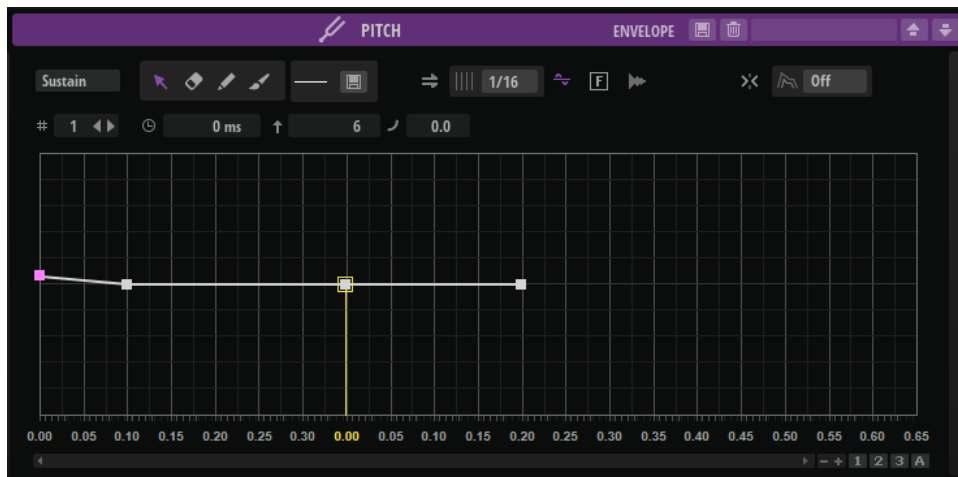 PITCH ENVELOPE
Sustain 1/16 F Off
# 1 0 ms 6 0.0
0.00 0.05 0.10 0.15 0.20 0.25 0.30 0.00 0.05 0.10 0.15 0.20 0.25 0.30 0.35 0.40 0.45 0.50 0.55 0.60 0.65
- + 1 2 3 A